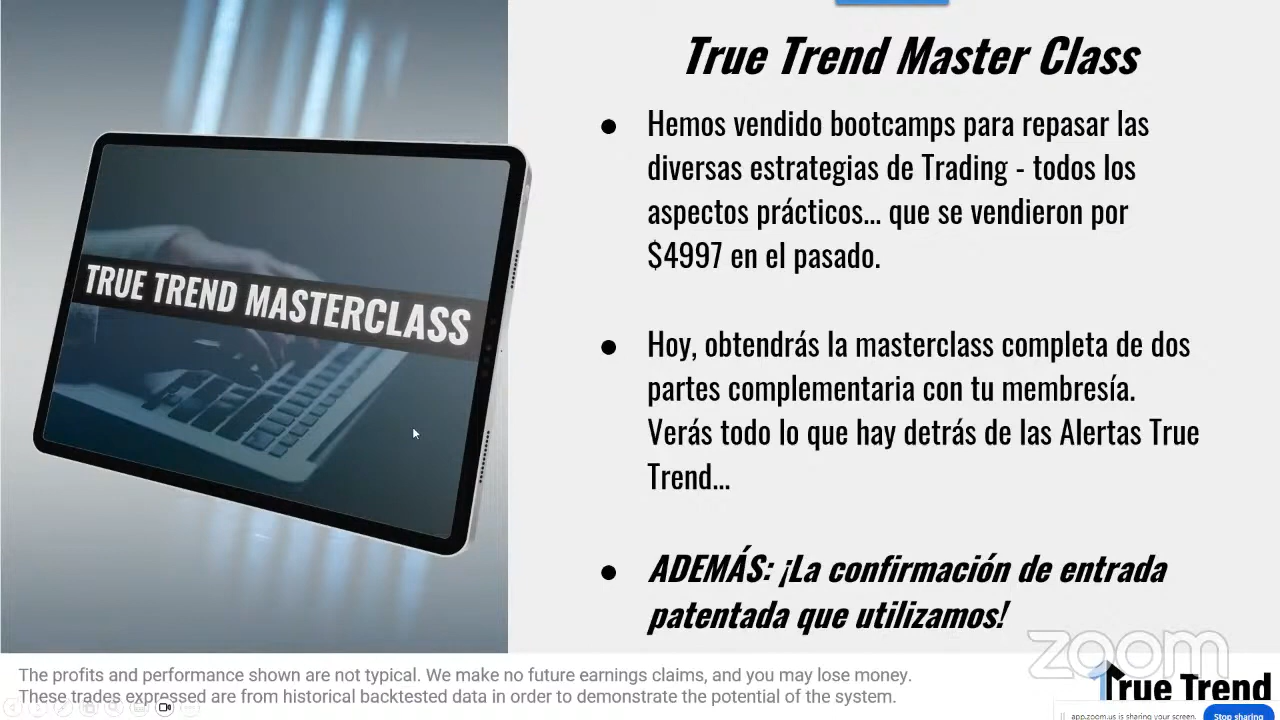 True Trend Master Class
● Hemos vendido bootcamps para repasar las
diversas estrategias de Trading - todos los
aspectos prácticos... que se vendieron por
$4997 en el pasado.
TRUE TREND MASTERCLASS
● Hoy, obtendrás la masterclass completa de dos
partes complementaria con tu membresía.
Verás todo lo que hay detrás de las Alertas True
Trend...
● ADEMÁS: ¡La confirmación de entrada
patentada que utilizamos!
zoom
The profits and performance shown are not typical. We make no future earnings claims, and you may lose money.
These trades expressed are from historical backtested data in order to demonstrate the potential of the system.
True Trend
app.zoom.us is sharing your screen.
Stop sharing